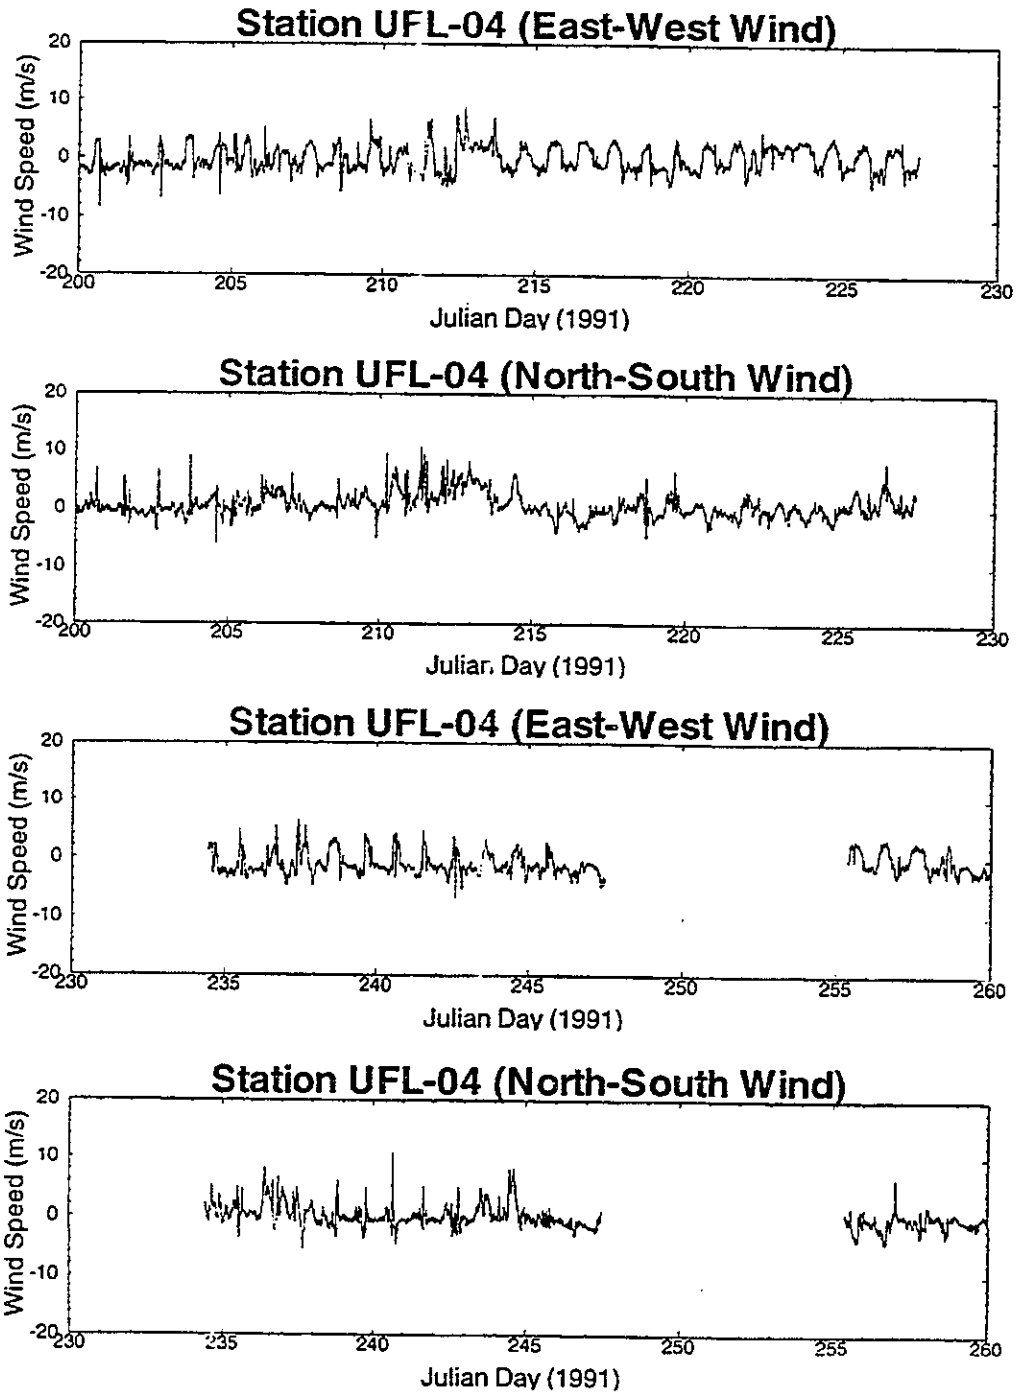 Station UFL-04 (East-West Wind)
Wind Speed (m/s)
20
10
0
-10
-20
200 205 210 215 220 225 230
Julian Day (1991)
Station UFL-04 (North-South Wind)
Wind Speed (m/s)
20
10
0
-10
-20
200 205 210 215 220 225 230
Julian Day (1991)
Station UFL-04 (East-West Wind)
Wind Speed (m/s)
20
10
0
-10
-20
230 235 240 245 250 255 260
Julian Day (1991)
Station UFL-04 (North-South Wind)
Wind Speed (m/s)
20
10
0
-10
-20
230 235 240 245 250 255 260
Julian Day (1991)